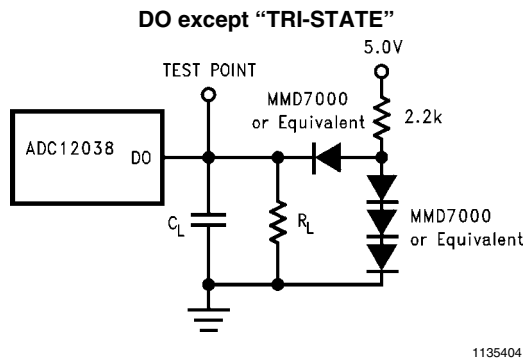 DO except “TRI-STATE”
5.0V
TEST POINT
MMD7000
or Equivalent
2.2k
ADC12038
DO
CL
RL
MMD7000
or Equivalent
1135404